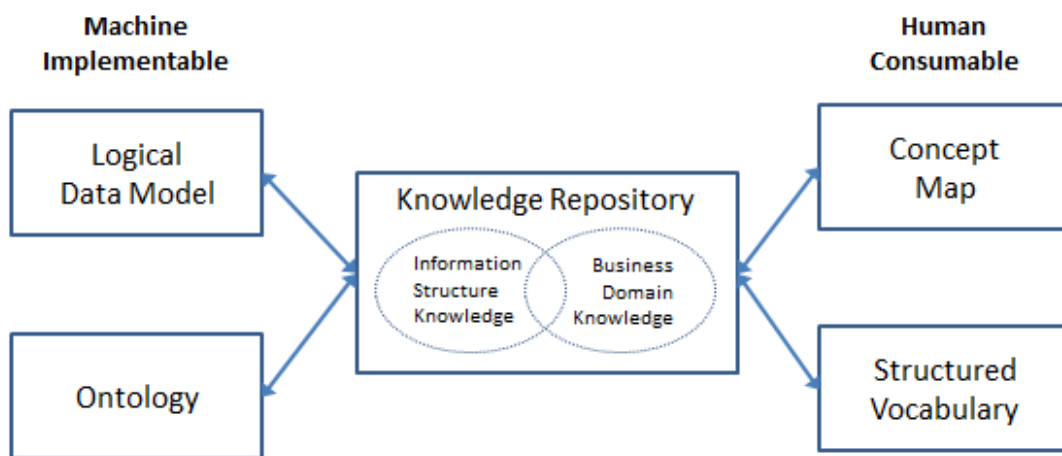 Machine
Implementable
Human
Consumable
Logical
Data Model
Concept
Map
Knowledge Repository
Information
Structure
Knowledge
Business
Domain
Knowledge
Ontology
Structured
Vocabulary